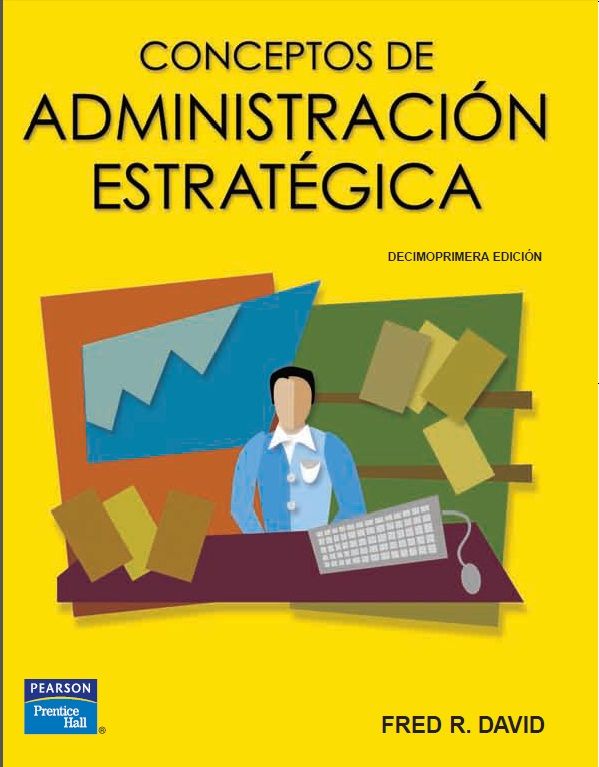 CONCEPTOS DE
ADMINISTRACIÓN
ESTRATÉGICA
DECIMOPRIMERA EDICIÓN
PEARSON
Prentice
Hall
®
FRED R. DAVID